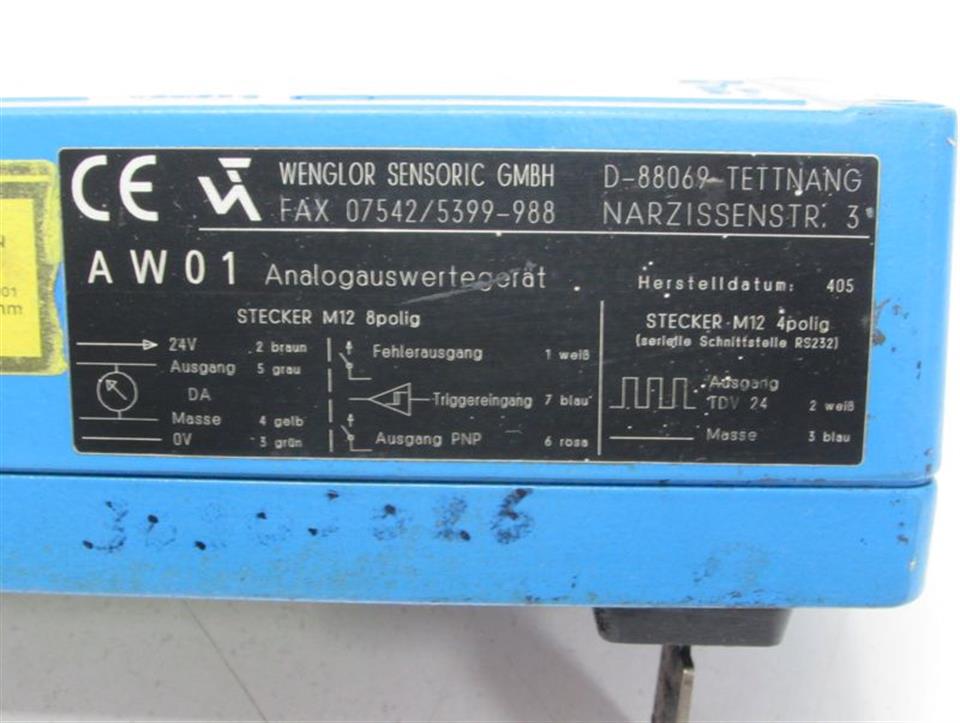 CE WENGLOR SENSORIC GMBH D-88069-TETTNANG
FAX 07542/5399-988 NARZISSENSTR. 3
AW01 Analogauswertegerät Herstelldatum: 405
STECKER M12 8polig
24V 2 braun
Ausgang 5 grau
DA
Masse 4 gelb
0V 3 grün
Fehlerausgang 1 weiß
Triggereingang 7 blau
Ausgang PNP 6 rosa
STECKER M12 4polig
(serielle Schnittstelle RS232)
Ausgang
TDV 24 2 weiß
Masse 3 blau
N
01
nm